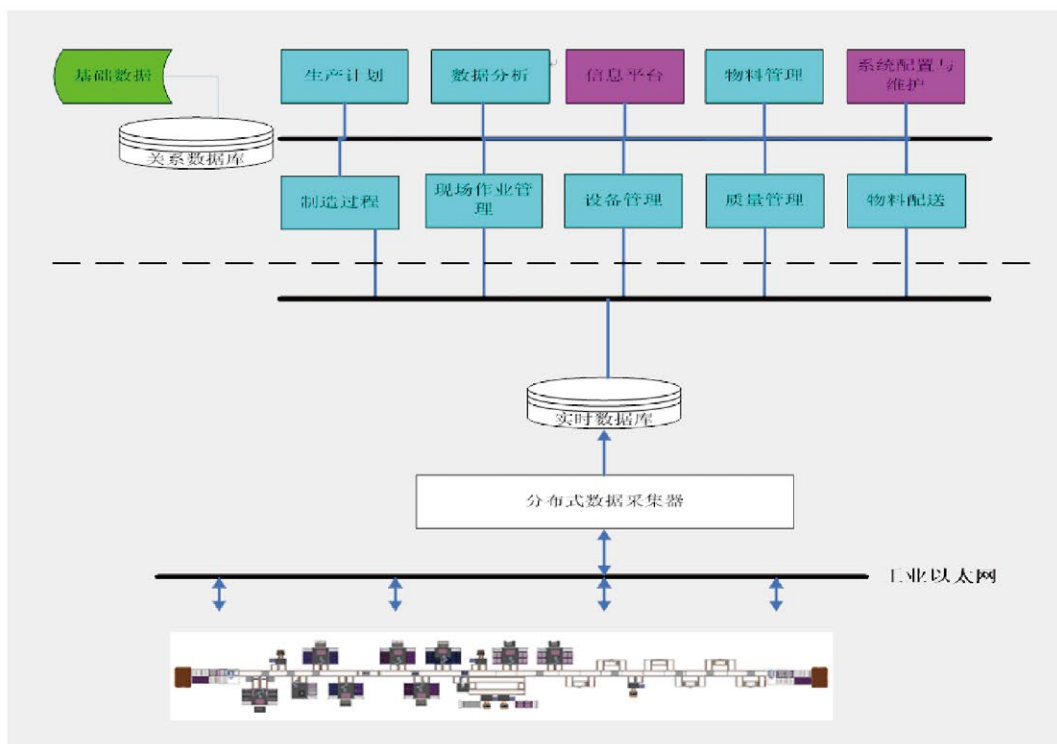 基础数据
生产计划
数据分析
信息平台
物料管理
系统配置与
维护
关系数据库
制造过程
现场作业管
理
设备管理
质量管理
物料配送
实时数据库
分布式数据采集器
工业以太网